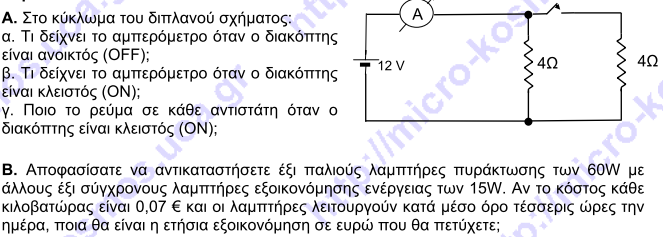 A
12 V
4Ω
4Ω
Α. Στο κύκλωμα του διπλανού σχήματος:
α. Τι δείχνει το αμπερόμετρο όταν ο διακόπτης
είναι ανοικτός (OFF);
β. Τι δείχνει το αμπερόμετρο όταν ο διακόπτης
είναι κλειστός (ON);
γ. Ποιο το ρεύμα σε κάθε αντιστάτη όταν ο
διακόπτης είναι κλειστός (ON);
Β. Αποφασίσατε να αντικαταστήσετε έξι παλιούς λαμπτήρες πυράκτωσης των 60W με
άλλους έξι σύγχρονους λαμπτήρες εξοικονόμησης ενέργειας των 15W. Αν το κόστος κάθε
κιλοβατώρας είναι 0,07 € και οι λαμπτήρες λειτουργούν κατά μέσο όρο τέσσερις ώρες την
ημέρα, ποια θα είναι η ετήσια εξοικονόμηση σε ευρώ που θα πετύχετε;